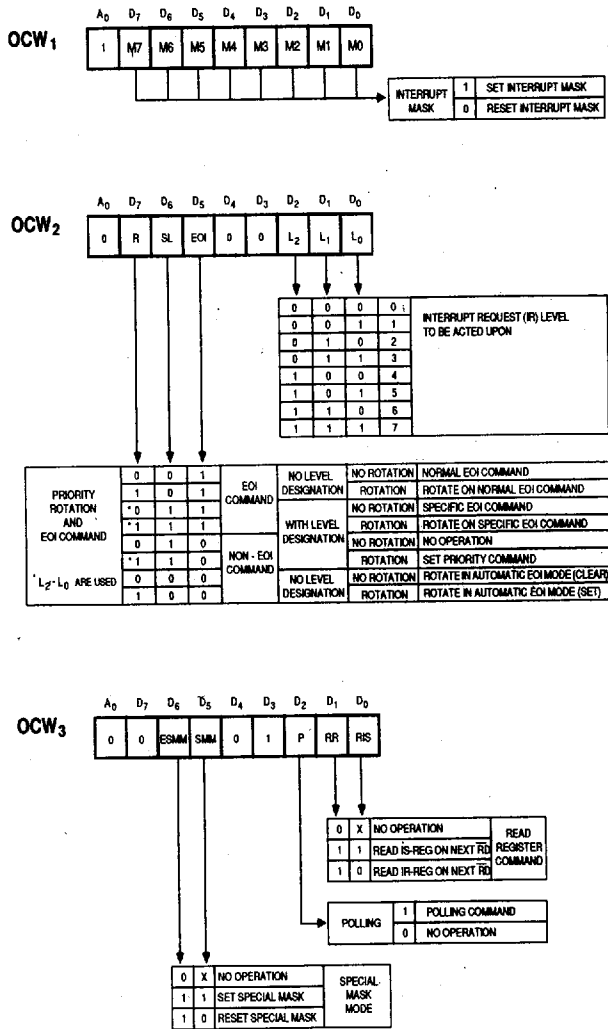 A0 D7 D6 D5 D4 D3 D2 D1 D0
OCW1
1 M7 M6 M5 M4 M3 M2 M1 M0
INTERRUPT MASK
1 SET INTERRUPT MASK
0 RESET INTERRUPT MASK
A0 D7 D6 D5 D4 D3 D2 D1 D0
OCW2
0 R SL EOI 0 0 L2 L1 L0
0 0 0 0
0 0 1 1
0 1 0 2
0 1 1 3
1 0 0 4
1 0 1 5
1 1 0 6
1 1 1 7
INTERRUPT REQUEST (IR) LEVEL
TO BE ACTED UPON
PRIORITY
ROTATION
AND
EOI COMMAND
* L2-L0 ARE USED
0 0 1
1 0 1
*0 1 1
*1 1 1
0 1 0
*1 1 0
0 0 0
1 0 0
EOI
COMMAND
NON - EOI
COMMAND
NO LEVEL
DESIGNATION
WITH LEVEL
DESIGNATION
NO LEVEL
DESIGNATION
NO ROTATION NORMAL EOI COMMAND
ROTATION ROTATE ON NORMAL EOI COMMAND
NO ROTATION SPECIFIC EOI COMMAND
ROTATION ROTATE ON SPECIFIC EOI COMMAND
NO ROTATION NO OPERATION
ROTATION SET PRIORITY COMMAND
NO ROTATION ROTATE IN AUTOMATIC EOI MODE (CLEAR)
ROTATION ROTATE IN AUTOMATIC EOI MODE (SET)
A0 D7 D6 D5 D4 D3 D2 D1 D0
OCW3
0 0 ESMM SMM 0 1 P RR RIS
0 X NO OPERATION
1 1 READ IS-REG ON NEXT R̅D̅
1 0 READ IR-REG ON NEXT R̅D̅
READ
REGISTER
COMMAND
POLLING
1 POLLING COMMAND
0 NO OPERATION
0 X NO OPERATION
1 1 SET SPECIAL MASK
1 0 RESET SPECIAL MASK
SPECIAL
MASK
MODE